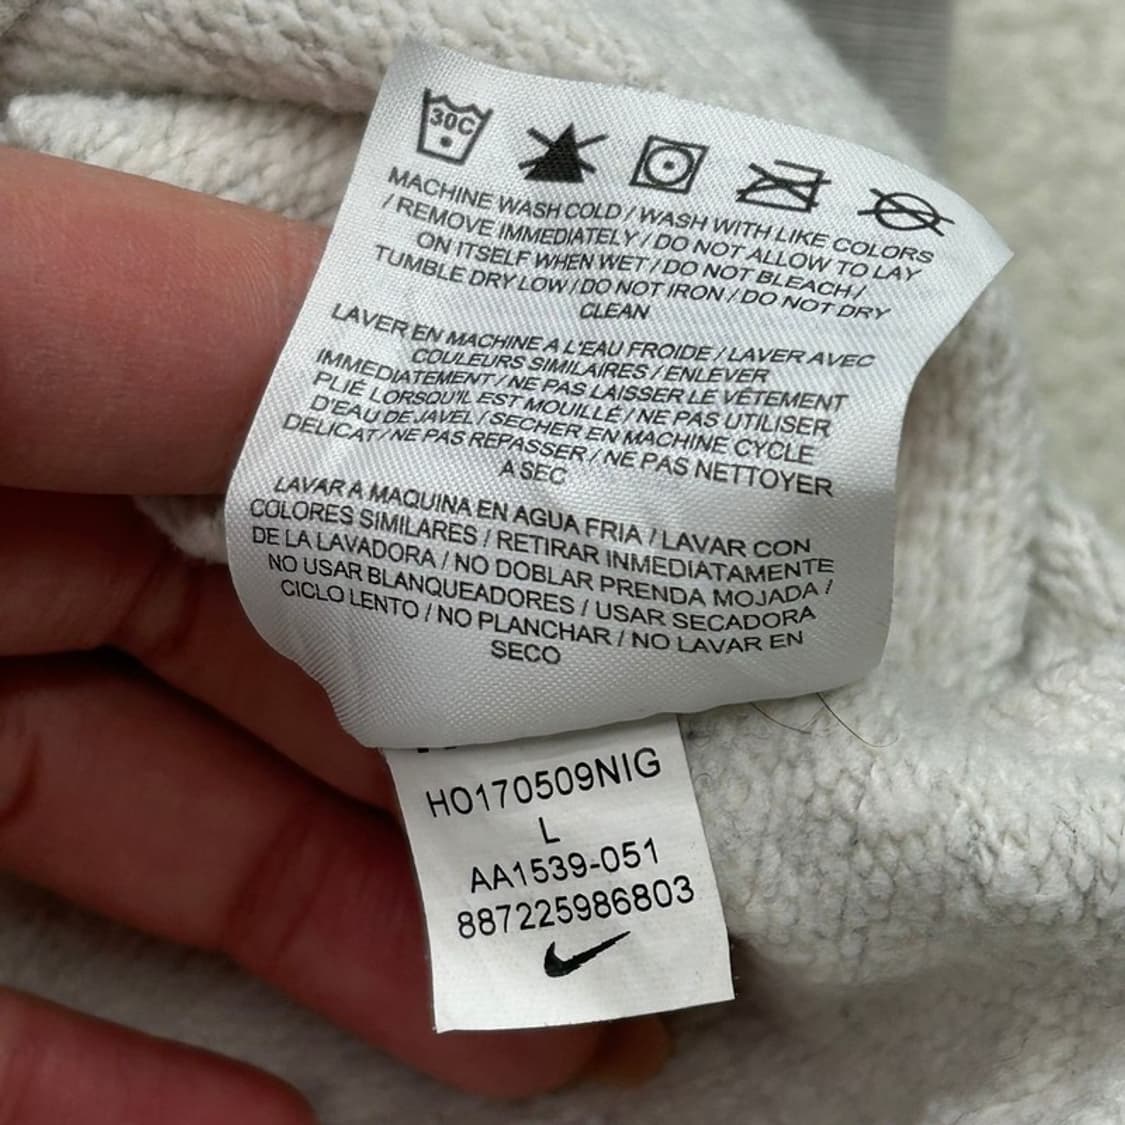 30C
MACHINE WASH COLD / WASH WITH LIKE COLORS
/ REMOVE IMMEDIATELY / DO NOT ALLOW TO LAY
ON ITSELF WHEN WET / DO NOT BLEACH /
TUMBLE DRY LOW / DO NOT IRON / DO NOT DRY
CLEAN
LAVER EN MACHINE A L'EAU FROIDE / LAVER AVEC
COULEURS SIMILAIRES / ENLEVER
IMMEDIATEMENT / NE PAS LAISSER LE VÊTEMENT
PLIÉ LORSQU'IL EST MOUILLÉ / NE PAS UTILISER
D'EAU DE JAVEL / SECHER EN MACHINE CYCLE
DELICAT / NE PAS REPASSER / NE PAS NETTOYER
A SEC
LAVAR A MAQUINA EN AGUA FRIA / LAVAR CON
COLORES SIMILARES / RETIRAR INMEDIATAMENTE
DE LA LAVADORA / NO DOBLAR PRENDA MOJADA /
NO USAR BLANQUEADORES / USAR SECADORA
CICLO LENTO / NO PLANCHAR / NO LAVAR EN
SECO
HO170509NIG
L
AA1539-051
887225986803